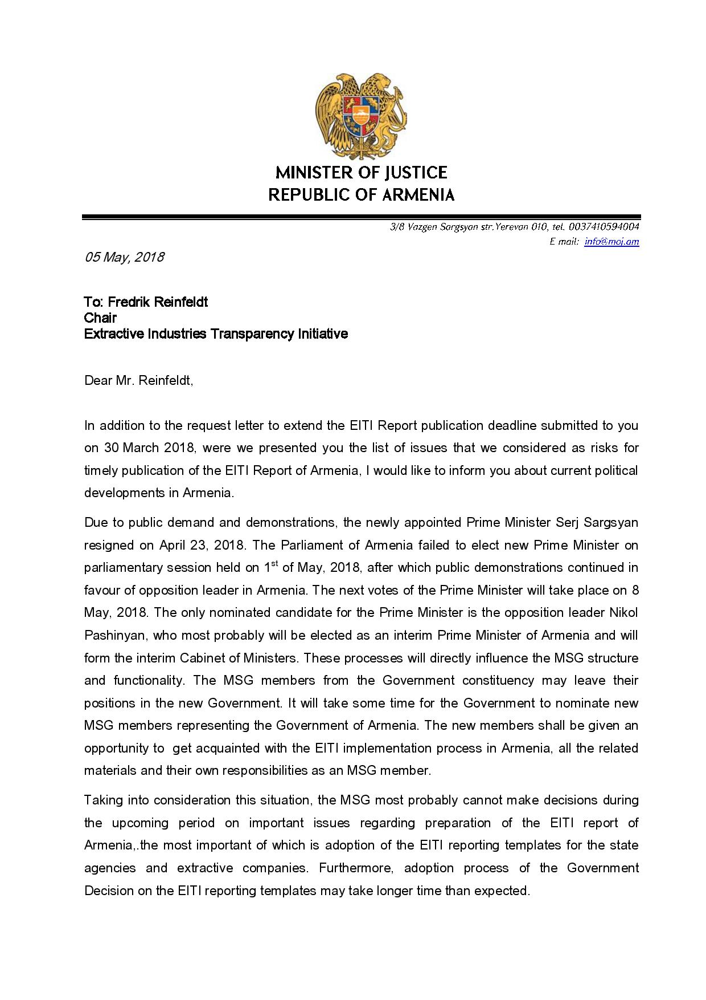 MINISTER OF JUSTICE
REPUBLIC OF ARMENIA
3/8 Vazgen Sargsyan str.Yerevan 010, tel. 0037410594004
E mail: info@moj.am
05 May, 2018
To: Fredrik Reinfeldt
Chair
Extractive Industries Transparency Initiative
Dear Mr. Reinfeldt,
In addition to the request letter to extend the EITI Report publication deadline submitted to you
on 30 March 2018, were we presented you the list of issues that we considered as risks for
timely publication of the EITI Report of Armenia, I would like to inform you about current political
developments in Armenia.
Due to public demand and demonstrations, the newly appointed Prime Minister Serj Sargsyan
resigned on April 23, 2018. The Parliament of Armenia failed to elect new Prime Minister on
parliamentary session held on 1st of May, 2018, after which public demonstrations continued in
favour of opposition leader in Armenia. The next votes of the Prime Minister will take place on 8
May, 2018. The only nominated candidate for the Prime Minister is the opposition leader Nikol
Pashinyan, who most probably will be elected as an interim Prime Minister of Armenia and will
form the interim Cabinet of Ministers. These processes will directly influence the MSG structure
and functionality. The MSG members from the Government constituency may leave their
positions in the new Government. It will take some time for the Government to nominate new
MSG members representing the Government of Armenia. The new members shall be given an
opportunity to  get acquainted with the EITI implementation process in Armenia, all the related
materials and their own responsibilities as an MSG member.
Taking into consideration this situation, the MSG most probably cannot make decisions during
the upcoming period on important issues regarding preparation of the EITI report of
Armenia,.the most important of which is adoption of the EITI reporting templates for the state
agencies and extractive companies. Furthermore, adoption process of the Government
Decision on the EITI reporting templates may take longer time than expected.